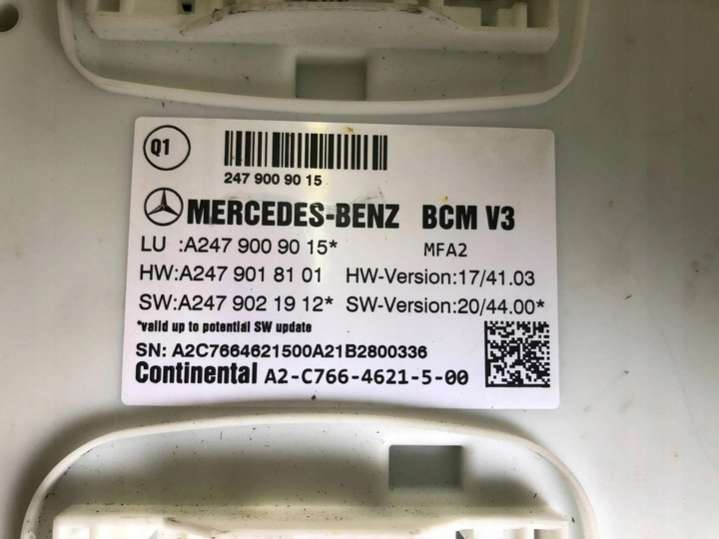 Q1
247 900 90 15
MERCEDES-BENZ BCM V3
LU :A247 900 90 15* MFA2
HW:A247 901 81 01 HW-Version:17/41.03
SW:A247 902 19 12* SW-Version:20/44.00*
*valid up to potential SW update
SN: A2C7664621500A21B2800336
Continental A2-C766-4621-5-00